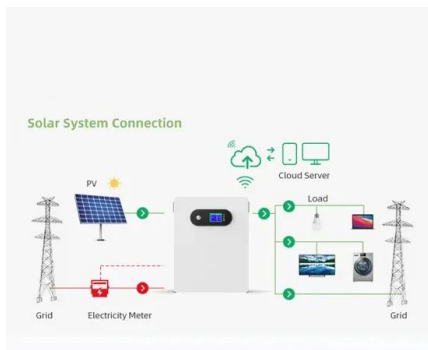 Solar System Connection
PV
Cloud Server
Load
Grid
Electricity Meter
Grid